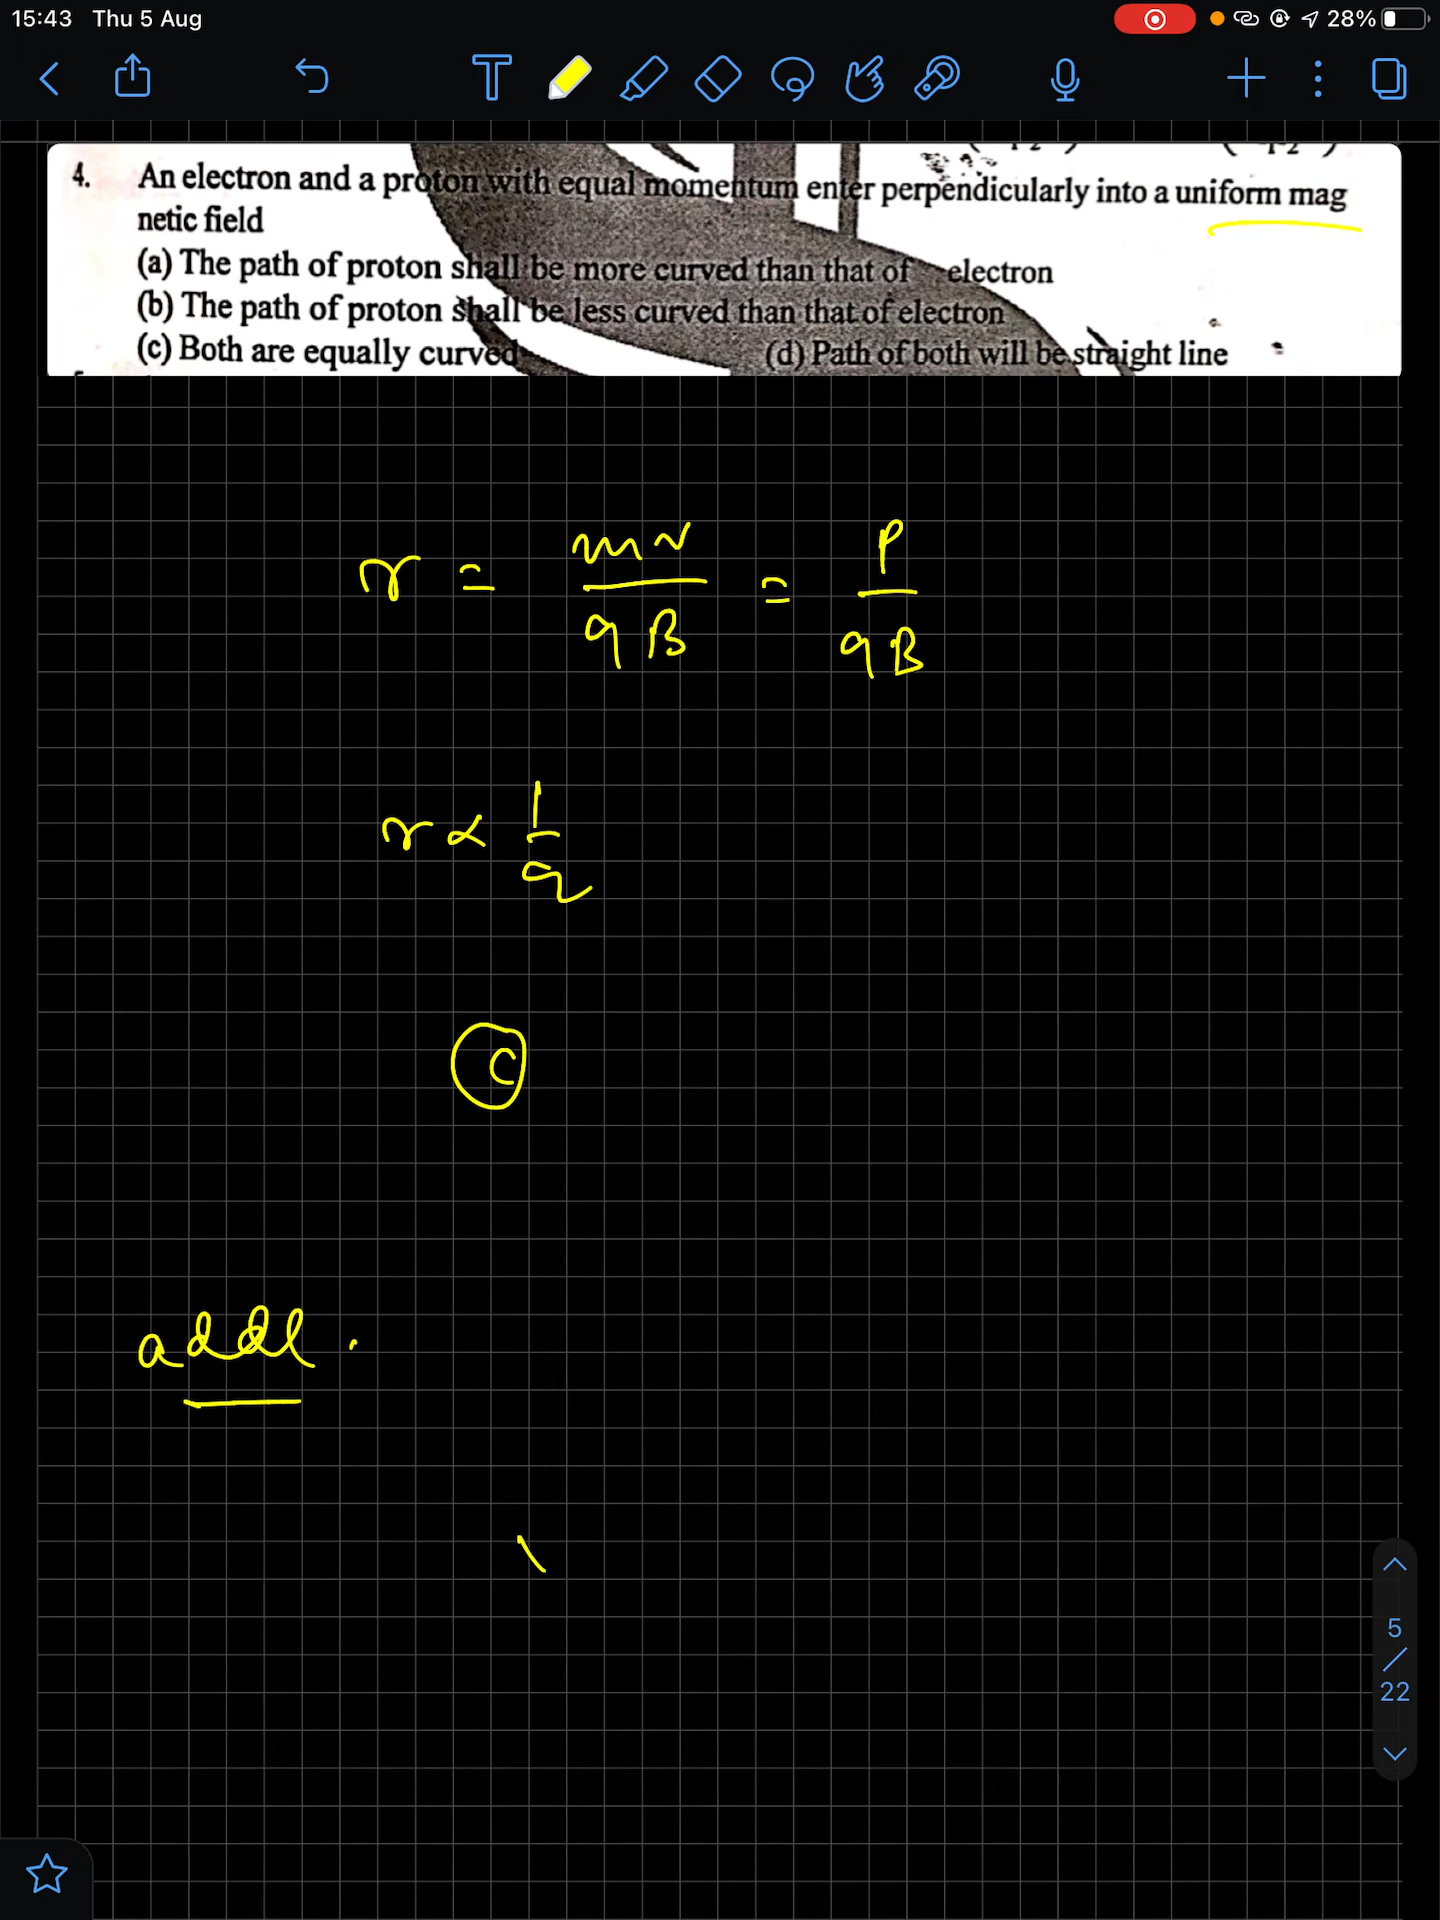 15:43 Thu 5 Aug 28%
4. An electron and a proton with equal momentum enter perpendicularly into a uniform mag
netic field
(a) The path of proton shall be more curved than that of electron
(b) The path of proton shall be less curved than that of electron
(c) Both are equally curved (d) Path of both will be straight line
r = mv/qB = P/qB
r ∝ 1/q
C
addl.
5
/
22